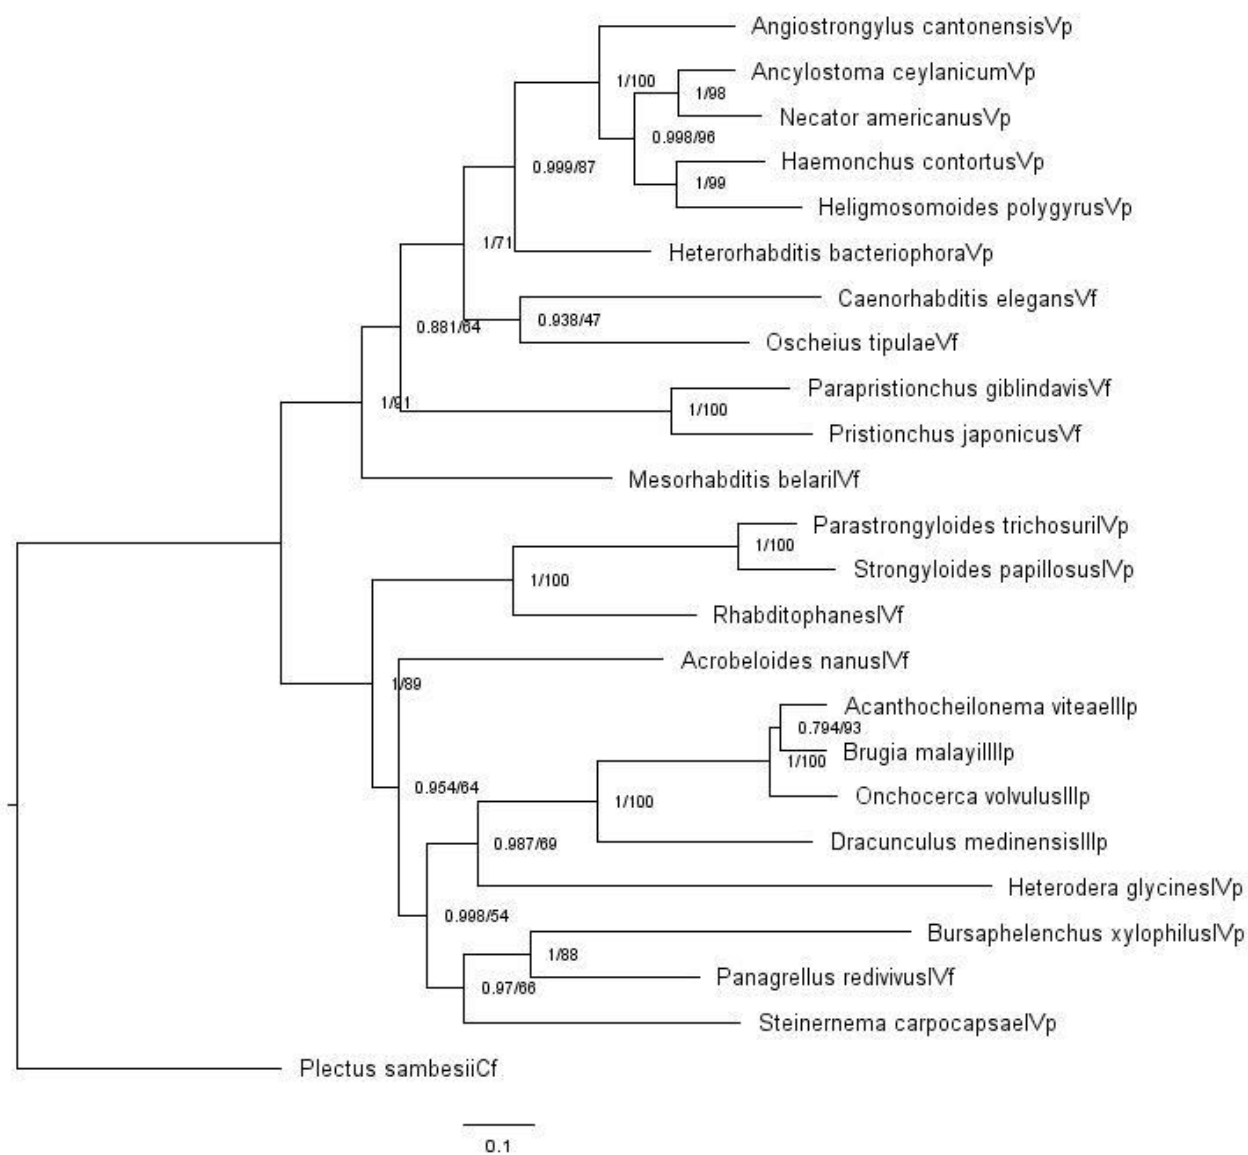 Angiostrongylus cantonensisVp
1/100
Ancylostoma ceylanicumVp
1/98
Necator americanusVp
0.998/96
Haemonchus contortusVp
0.999/87
1/99
Heligmosomoides polygyrusVp
1/71
Heterorhabditis bacteriophoraVp
Caenorhabditis elegansVf
0.938/47
0.881/64
Oscheius tipulaeVf
Parapristionchus giblindavisVf
1/91
1/100
Pristionchus japonicusVf
Mesorhabditis belariIVf
Parastrongyloides trichosuriIVp
1/100
Strongyloides papillosusIVp
1/100
RhabditophanesIVf
Acrobeloides nanusIVf
1/89
Acanthocheilonema viteaeIIIp
0.794/93
Brugia malayiIIIIp
1/100
0.954/64
Onchocerca volvulusIIIp
1/100
Dracunculus medinensisIIIp
0.987/69
Heterodera glycinesIVp
0.998/54
Bursaphelenchus xylophilusIVp
1/88
Panagrellus redivivusIVf
0.97/66
Steinernema carpocapsaeIVp
Plectus sambesiiCf
0.1